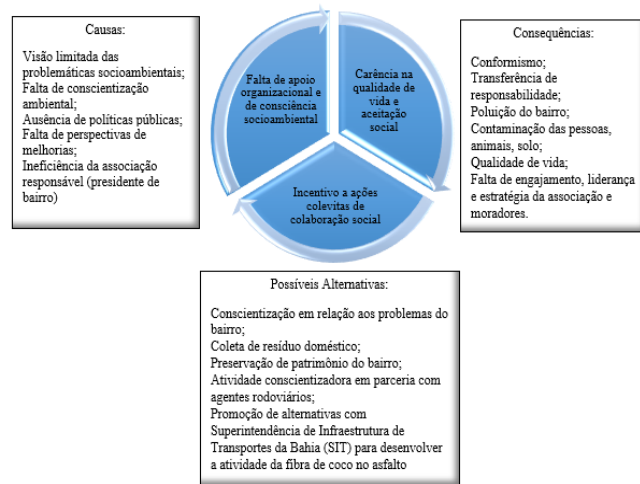 Causas:
Visão limitada das
problemáticas socioambientais;
Falta de conscientização
ambiental;
Ausência de políticas públicas;
Falta de perspectivas de
melhorias;
Ineficiência da associação
responsável (presidente de
bairro)
Falta de apoio
organizacional e
de consciência
socioambiental
Carência na
qualidade de
vida e
aceitação
social
Incentivo a ações
colevitas de
colaboração social
Consequências:
Conformismo;
Transferência de
responsabilidade;
Poluição do bairro;
Contaminação das pessoas,
animais, solo;
Qualidade de vida;
Falta de engajamento, liderança
e estratégia da associação e
moradores.
Possíveis Alternativas:
Conscientização em relação aos problemas do
bairro;
Coleta de resíduo doméstico;
Preservação de patrimônio do bairro;
Atividade conscientizadora em parceria com
agentes rodoviários;
Promoção de alternativas com
Superintendência de Infraestrutura de
Transportes da Bahia (SIT) para desenvolver
a atividade da fibra de coco no asfalto